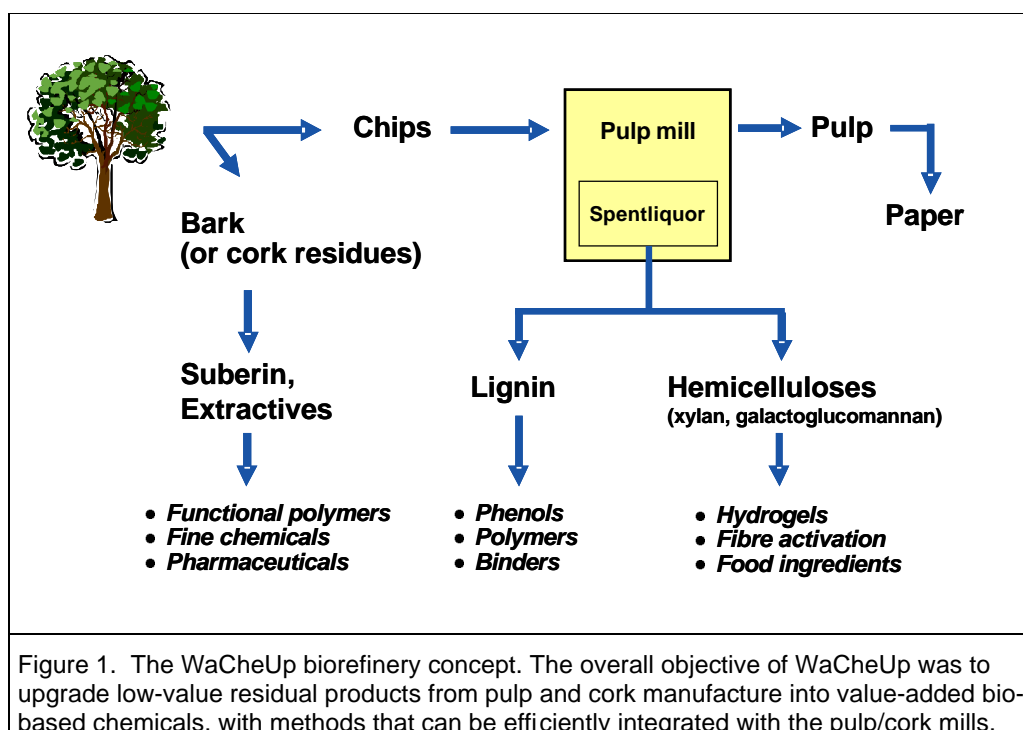 Chips
Pulp mill
Pulp
Spentliquor
Paper
Bark
(or cork residues)
Suberin,
Extractives
Lignin
Hemicelluloses
(xylan, galactoglucomannan)
• Functional polymers
• Fine chemicals
• Pharmaceuticals
• Phenols
• Polymers
• Binders
• Hydrogels
• Fibre activation
• Food ingredients
Figure 1. The WaCheUp biorefinery concept. The overall objective of WaCheUp was to
upgrade low-value residual products from pulp and cork manufacture into value-added bio-
based chemicals, with methods that can be efficiently integrated with the pulp/cork mills.